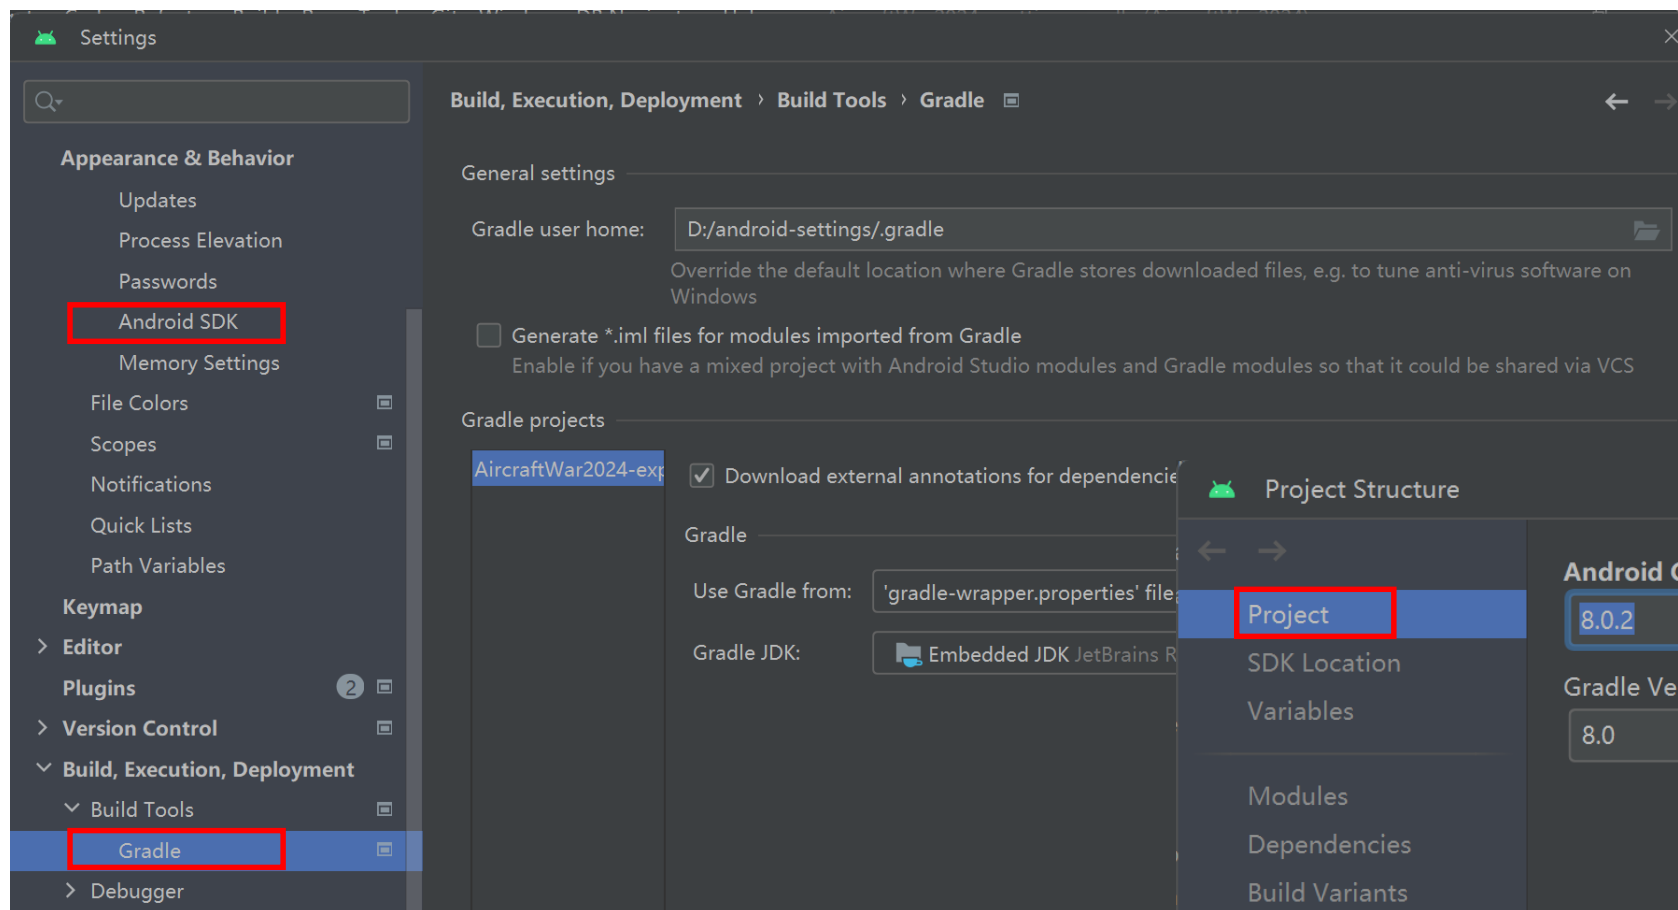 Settings
Build, Execution, Deployment › Build Tools › Gradle
Appearance & Behavior
Updates
Process Elevation
Passwords
Android SDK
Memory Settings
File Colors
Scopes
Notifications
Quick Lists
Path Variables
Keymap
Editor
Plugins 2
Version Control
Build, Execution, Deployment
Build Tools
Gradle
Debugger
General settings
Gradle user home: D:/android-settings/.gradle
Override the default location where Gradle stores downloaded files, e.g. to tune anti-virus software on
Windows
Generate *.iml files for modules imported from Gradle
Enable if you have a mixed project with Android Studio modules and Gradle modules so that it could be shared via VCS
Gradle projects
AircraftWar2024-exp
Download external annotations for dependencie
Gradle
Use Gradle from: 'gradle-wrapper.properties' file
Gradle JDK: Embedded JDK JetBrains R
Project Structure
Project
SDK Location
Variables
Modules
Dependencies
Build Variants
Android
8.0.2
Gradle Ve
8.0